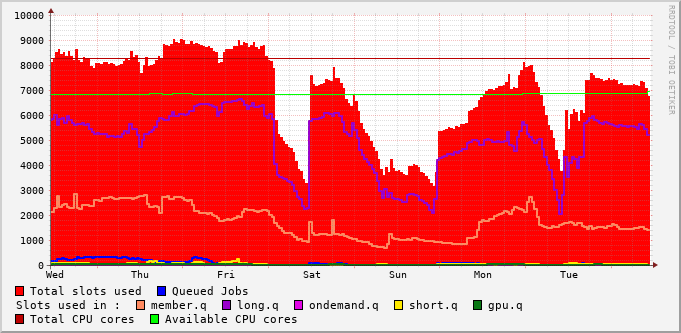 RRDTOOL / TOBI OETIKER
10000
9000
8000
7000
6000
5000
4000
3000
2000
1000
0
Wed Thu Fri Sat Sun Mon Tue
Total slots used Queued Jobs
Slots used in : member.q long.q ondemand.q short.q gpu.q
Total CPU cores Available CPU cores